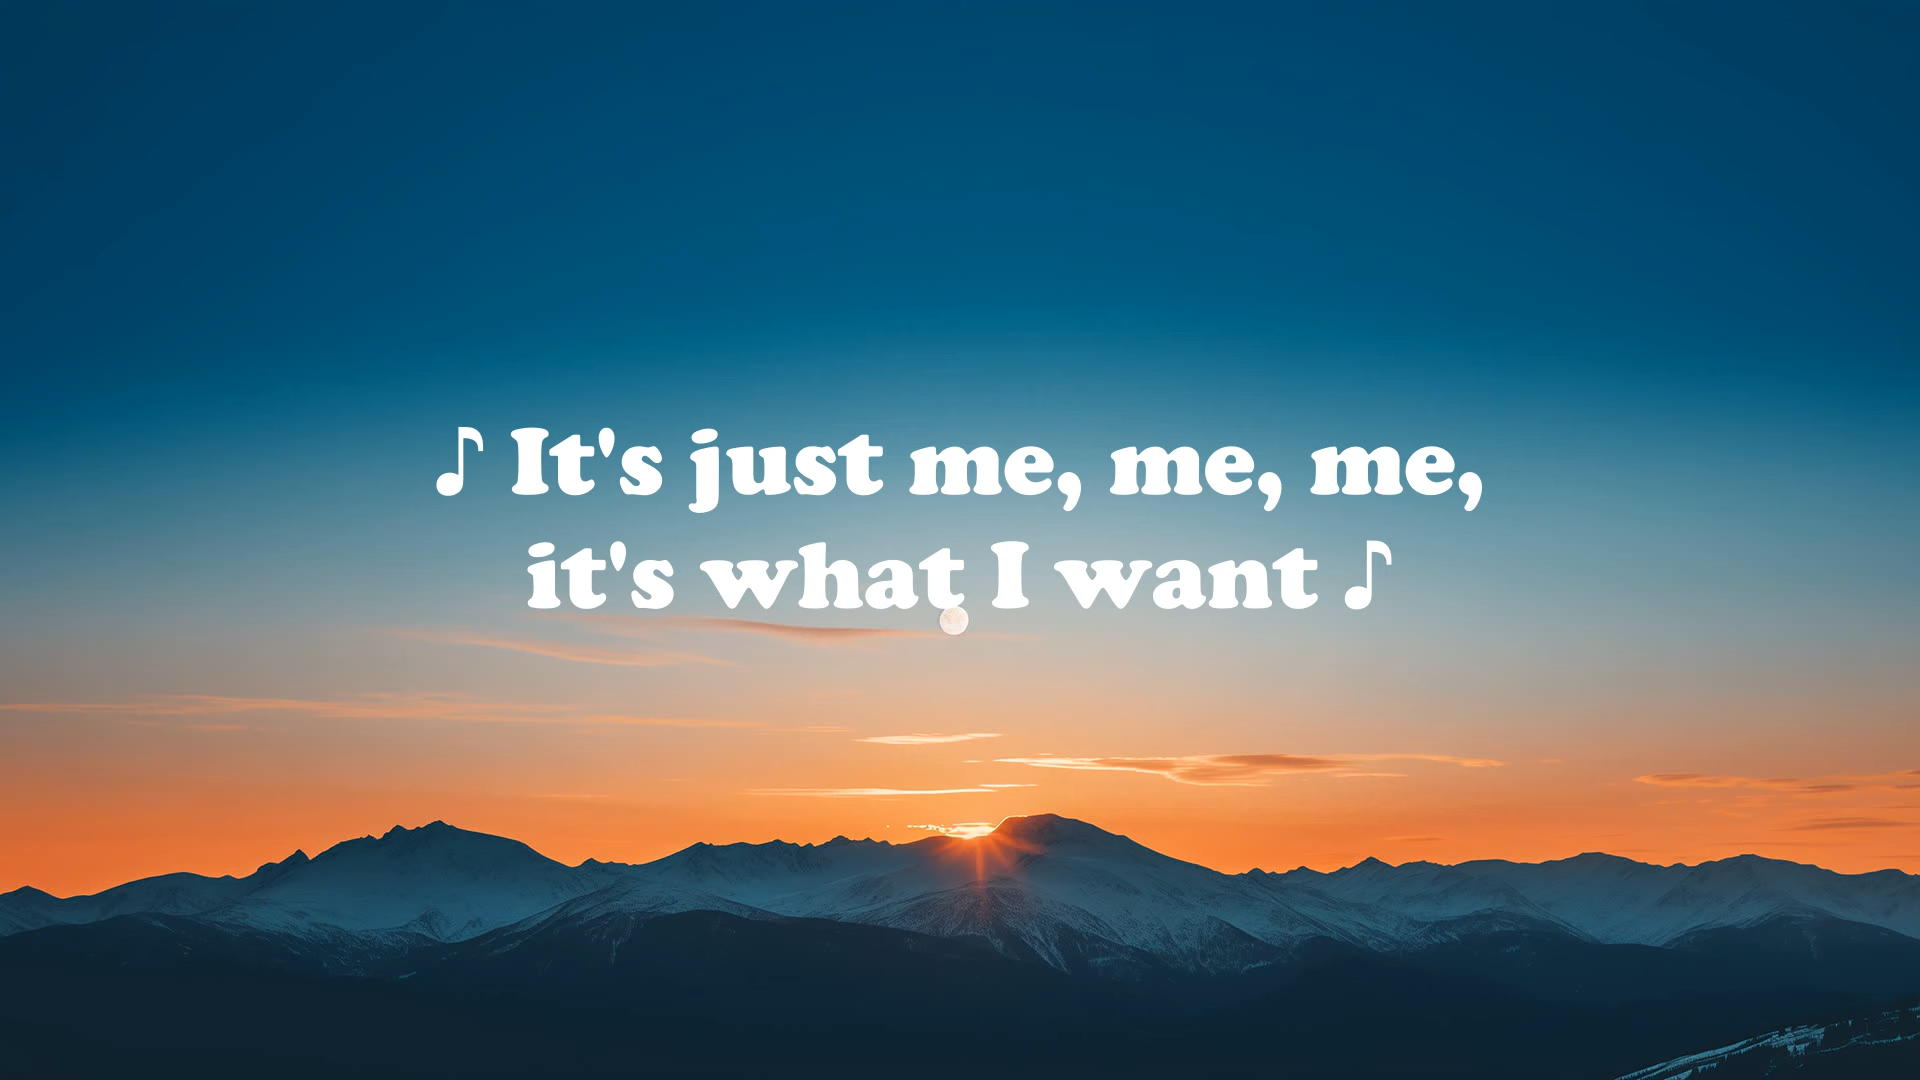 ♪ It's just me, me, me,
it's what I want ♪